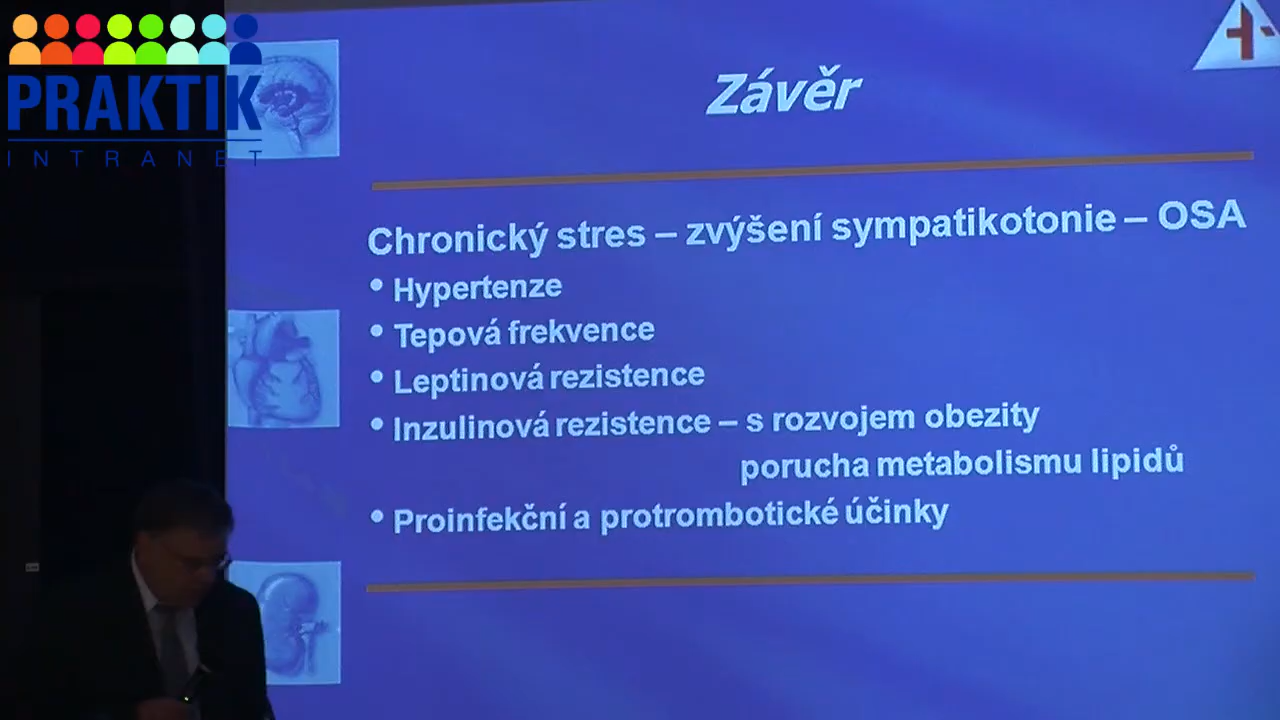 PRAKTIK
INTRANET
Závěr
Chronický stres – zvýšení sympatikotonie – OSA
• Hypertenze
• Tepová frekvence
• Leptinová rezistence
• Inzulinová rezistence – s rozvojem obezity
porucha metabolismu lipidů
• Proinfekční a protrombotické účinky